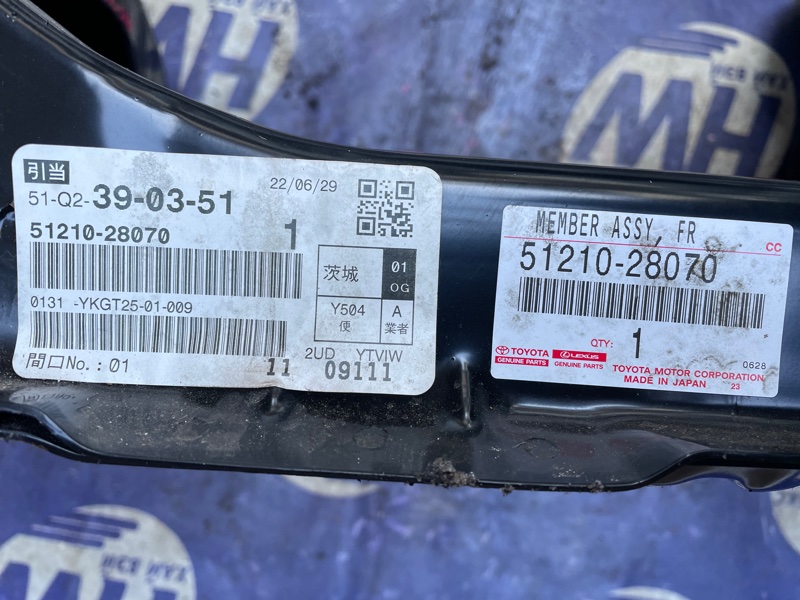 引当
22/06/29
51-Q2-39-03-51
51210-28070
1
茨城
01
OG
0131 -YKGT25-01-009
Y504
便
A
業者
間口No.: 01
2UD YTVIW
11 09111
MEMBER ASSY, FR
CC
51210-28070
QTY: 1
TOYOTA
GENUINE PARTS
LEXUS
GENUINE PARTS
0628
TOYOTA MOTOR CORPORATION
MADE IN JAPAN 23